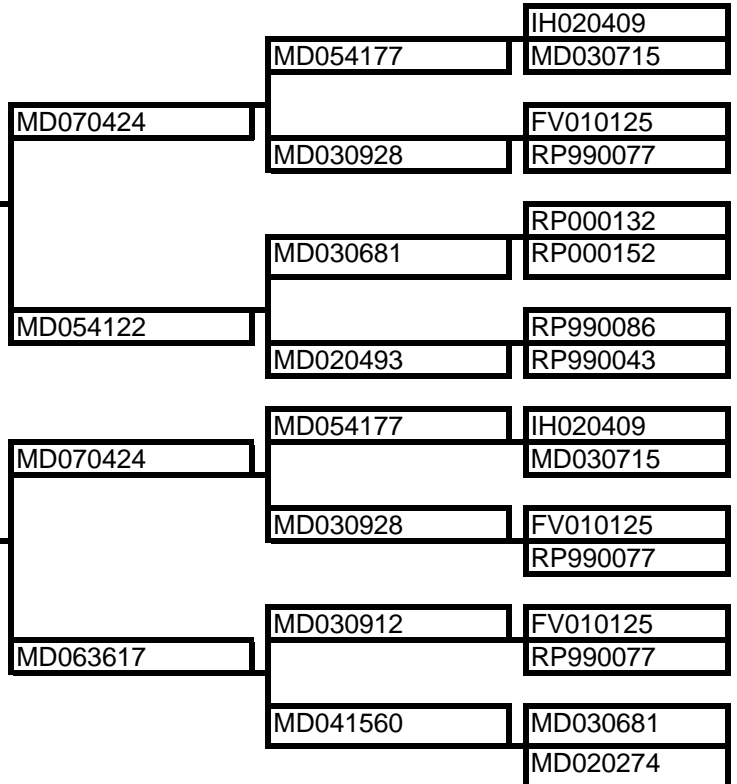 IH020409
MD054177
MD030715
MD070424
FV010125
MD030928
RP990077
RP000132
MD030681
RP000152
MD054122
RP990086
MD020493
RP990043
MD054177
IH020409
MD070424
MD030715
MD030928
FV010125
RP990077
MD030912
FV010125
MD063617
RP990077
MD041560
MD030681
MD020274